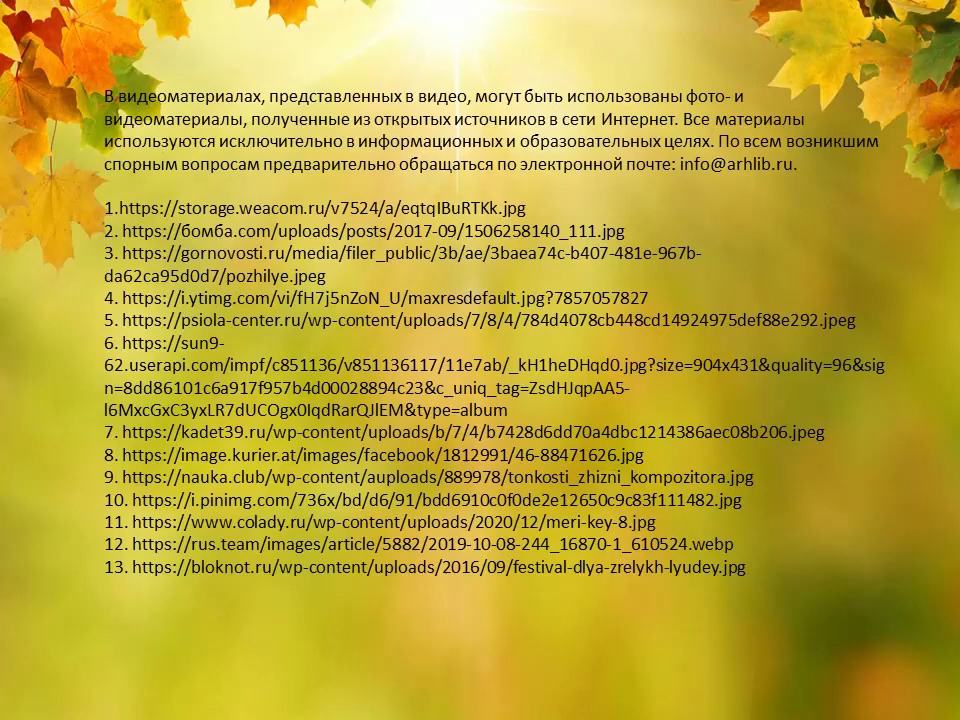 В видеоматериалах, представленных в видео, могут быть использованы фото- и
видеоматериалы, полученные из открытых источников в сети Интернет. Все материалы
используются исключительно в информационных и образовательных целях. По всем возникшим
спорным вопросам предварительно обращаться по электронной почте: info@arhlib.ru.
1.https://storage.weacom.ru/v7524/a/eqtqIBuRTKk.jpg
2. https://бомба.com/uploads/posts/2017-09/1506258140_111.jpg
3. https://gornovosti.ru/media/filer_public/3b/ae/3baea74c-b407-481e-967b-
da62ca95d0d7/pozhilye.jpeg
4. https://i.ytimg.com/vi/fH7j5nZoN_U/maxresdefault.jpg?7857057827
5. https://psiola-center.ru/wp-content/uploads/7/8/4/784d4078cb448cd14924975def88e292.jpeg
6. https://sun9-
62.userapi.com/impf/c851136/v851136117/11e7ab/_kH1heDHqd0.jpg?size=904x431&quality=96&sig
n=8dd86101c6a917f957b4d00028894c23&c_uniq_tag=ZsdHJqpAA5-
l6MxcGxC3yxLR7dUCOgx0IqdRarQJlEM&type=album
7. https://kadet39.ru/wp-content/uploads/b/7/4/b7428d6dd70a4dbc1214386aec08b206.jpeg
8. https://image.kurier.at/images/facebook/1812991/46-88471626.jpg
9. https://nauka.club/wp-content/auploads/889978/tonkosti_zhizni_kompozitora.jpg
10. https://i.pinimg.com/736x/bd/d6/91/bdd6910c0f0de2e12650c9c83f111482.jpg
11. https://www.colady.ru/wp-content/uploads/2020/12/meri-key-8.jpg
12. https://rus.team/images/article/5882/2019-10-08-244_16870-1_610524.webp
13. https://bloknot.ru/wp-content/uploads/2016/09/festival-dlya-zrelykh-lyudey.jpg